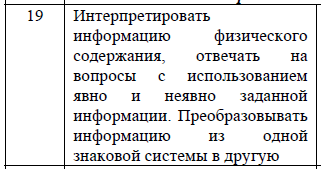 19 Интерпретировать
информацию физического
содержания, отвечать на
вопросы с использованием
явно и неявно заданной
информации. Преобразовывать
информацию из одной
знаковой системы в другую